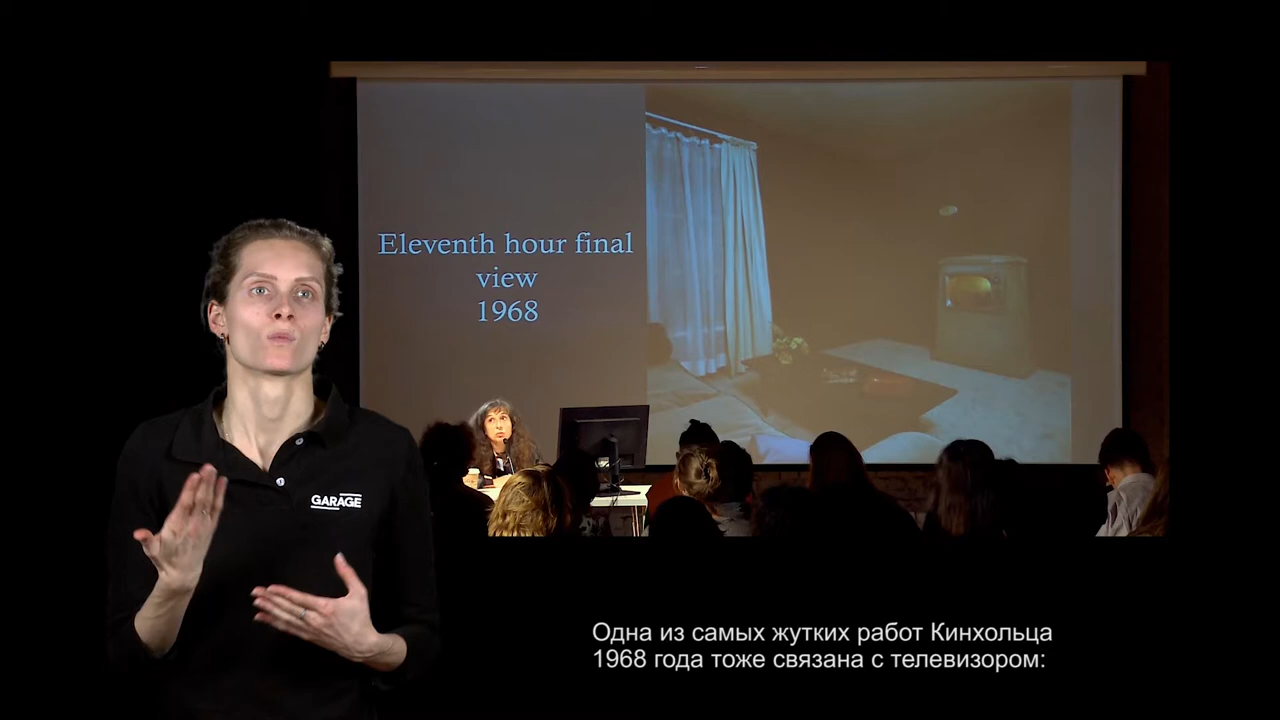 Eleventh hour final
view
1968
GARAGE
Одна из самых жутких работ Кинхольца
1968 года тоже связана с телевизором: